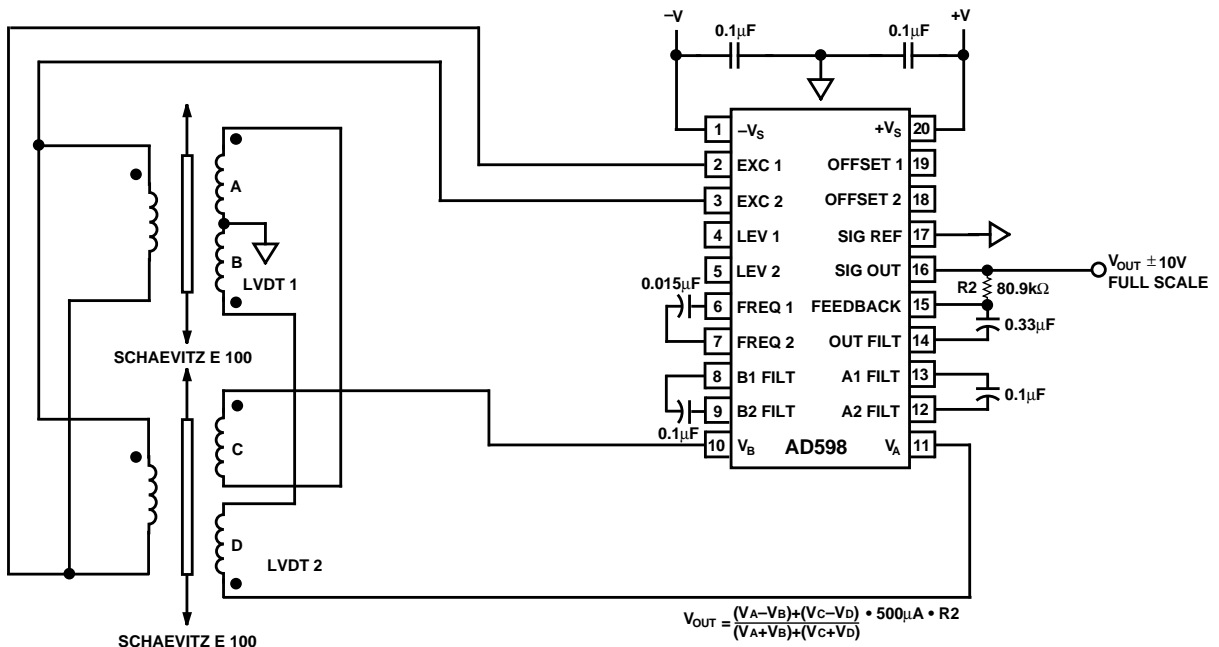 –V
+V
0.1µF
0.1µF
1 –VS
+VS 20
2 EXC 1
OFFSET 1 19
3 EXC 2
OFFSET 2 18
4 LEV 1
SIG REF 17
5 LEV 2
SIG OUT 16
6 FREQ 1
FEEDBACK 15
7 FREQ 2
OUT FILT 14
8 B1 FILT
A1 FILT 13
9 B2 FILT
A2 FILT 12
10 VB
AD598
VA 11
0.015µF
0.1µF
VOUT ±10V
FULL SCALE
R2 80.9kΩ
0.33µF
0.1µF
A
B
LVDT 1
SCHAEVITZ E 100
C
D
LVDT 2
SCHAEVITZ E 100
VOUT = (VA–VB)+(VC–VD) • 500µA • R2
(VA+VB)+(VC+VD)